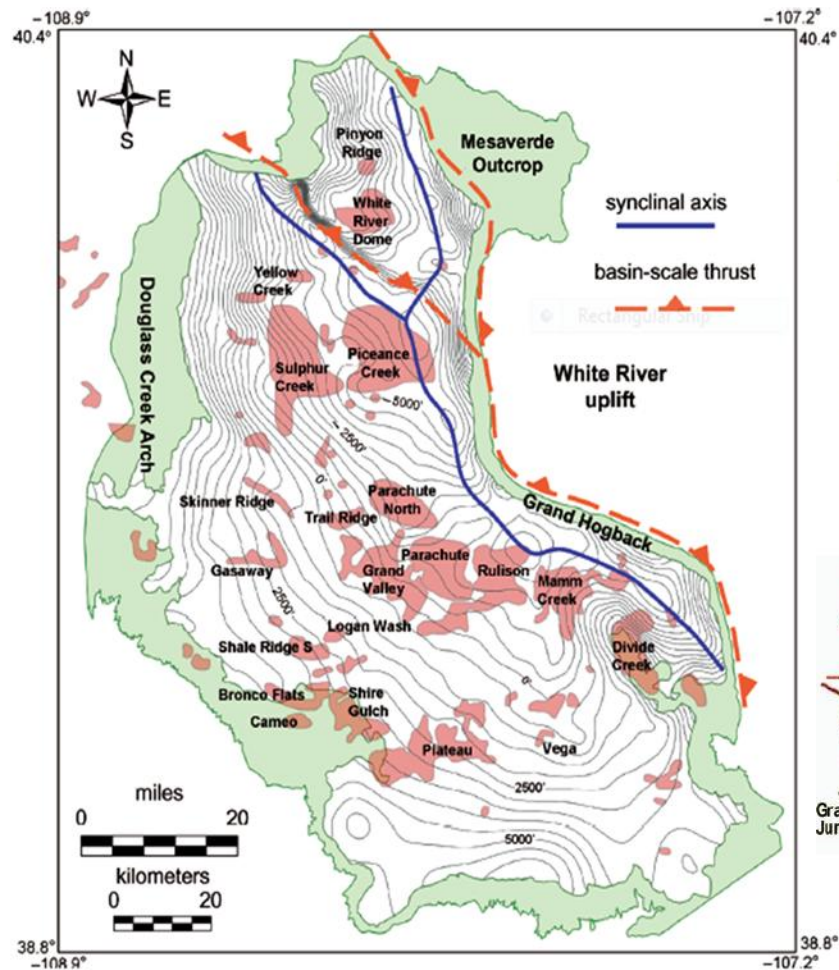 −108.9°
−107.2°
40.4°
40.4°
N
W
E
S
Pinyon
Ridge
Mesaverde
Outcrop
White
River
Dome
synclinal axis
basin-scale thrust
Rectangular Snip
Yellow
Creek
Douglass Creek Arch
Sulphur
Creek
Piceance
Creek
White River
uplift
−5000'
−2500'
0'
Skinner Ridge
Trail Ridge
Parachute
North
Grand Hogback
Gasaway
Parachute
Grand
Valley
Rulison
Mamm
Creek
2500'
Logan Wash
Shale Ridge S
Divide
Creek
0'
Bronco Flats
Cameo
Shire
Gulch
Plateau
Vega
2500'
5000'
miles
0
20
kilometers
0
20
Gra
Jun
38.8°
38.8°
−108.9°
−107.2°